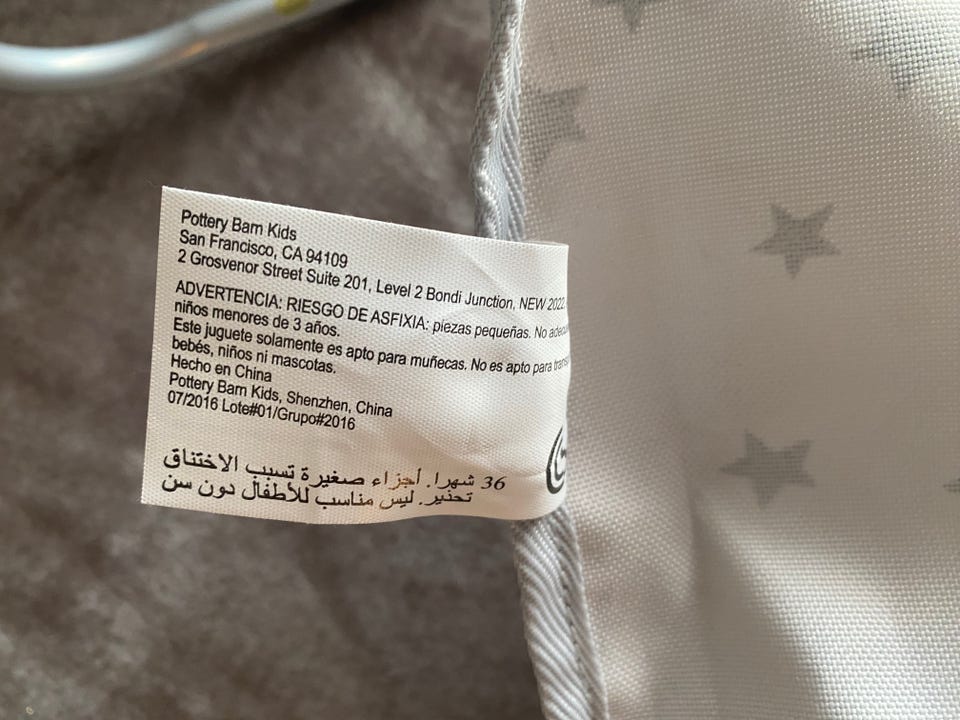 Pottery Barn Kids
San Francisco, CA 94109
2 Grosvenor Street Suite 201, Level 2 Bondi Junction, NEW 2022
ADVERTENCIA: RIESGO DE ASFIXIA: piezas pequeñas. No
niños menores de 3 años.
Este juguete solamente es apto para muñecas. No es apto para
bebés, niños ni mascotas.
Hecho en China
Pottery Barn Kids, Shenzhen, China
07/2016 Lote#01/Grupo#2016
36 شهرا. أجزاء صغيرة تسبب الاختناق
تحذير. ليس مناسب للأطفال دون سن